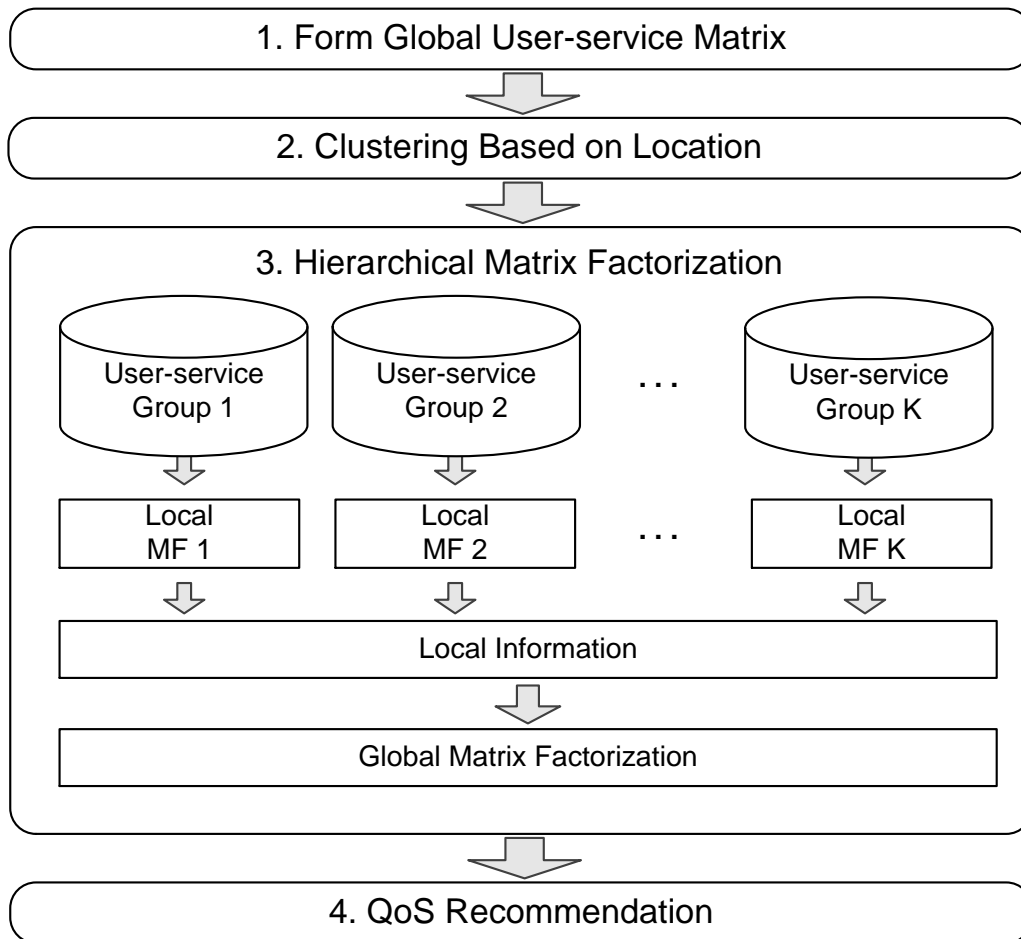 1. Form Global User-service Matrix
2. Clustering Based on Location
3. Hierarchical Matrix Factorization
User-service
Group 1
User-service
Group 2
...
User-service
Group K
Local
MF 1
Local
MF 2
...
Local
MF K
Local Information
Global Matrix Factorization
4. QoS Recommendation